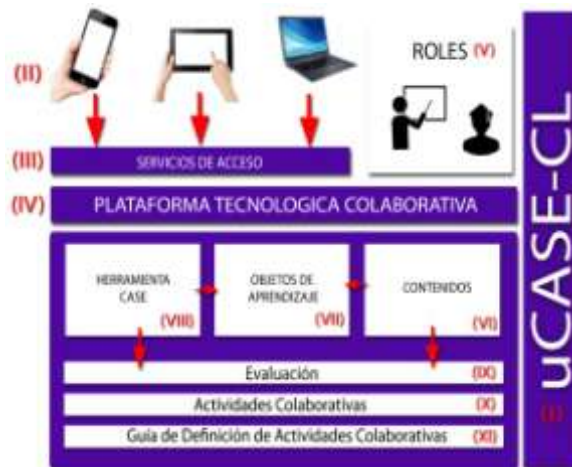 (II)
ROLES (V)
(III)
SERVICIOS DE ACCESO
(IV)
PLATAFORMA TECNOLOGICA COLABORATIVA
HERRAMIENTA
CASE
(VIII)
OBJETOS DE
APRENDIZAJE
(VII)
CONTENIDOS
(VI)
Evaluación (IX)
Actividades Colaborativas (X)
Guía de Definición de Actividades Colaborativas (XI)
uCASE-CL
(I)